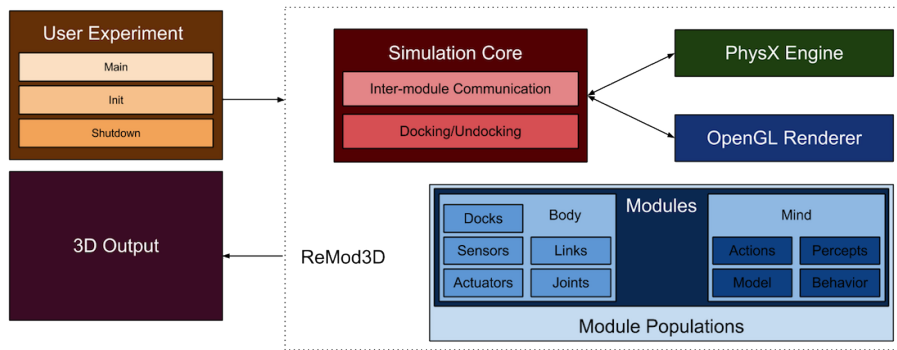 User Experiment
Main
Init
Shutdown
Simulation Core
Inter-module Communication
Docking/Undocking
PhysX Engine
OpenGL Renderer
3D Output
ReMod3D
Modules
Body
Docks
Sensors
Links
Actuators
Joints
Mind
Actions
Percepts
Model
Behavior
Module Populations